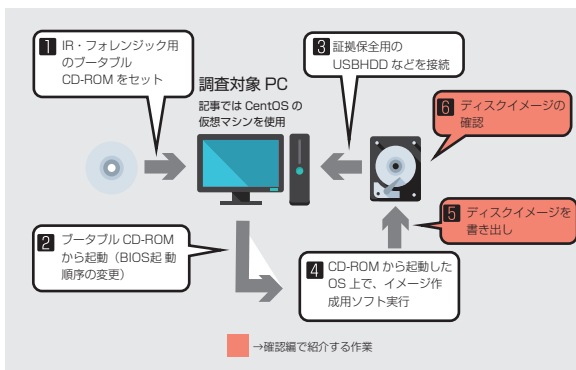 1 IR・フォレンジック用
のブータブル
CD-ROM をセット
3 証拠保全用の
USBHDD などを接続
調査対象 PC
記事では CentOS の
仮想マシンを使用
6 ディスクイメージの
確認
2 ブータブル CD-ROM
から起動（BIOS起 動
順序の変更）
5 ディスクイメージを
書き出し
4 CD-ROM から起動した
OS 上で、イメージ作
成用ソフト実行
→確認編で紹介する作業